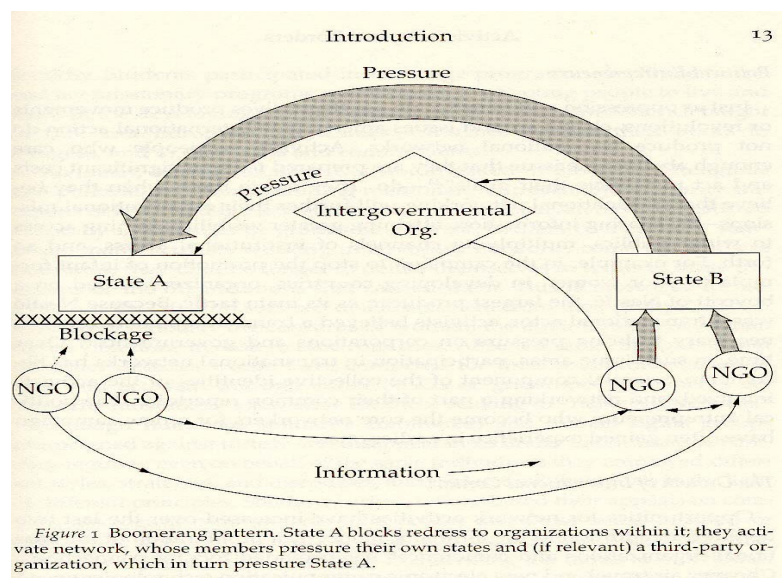 Introduction
13
Pressure
Pressure
Intergovernmental
Org.
State A
State B
Blockage
NGO
NGO
NGO
NGO
Information
Figure 1 Boomerang pattern. State A blocks redress to organizations within it; they acti-
vate network, whose members pressure their own states and (if relevant) a third-party or-
ganization, which in turn pressure State A.